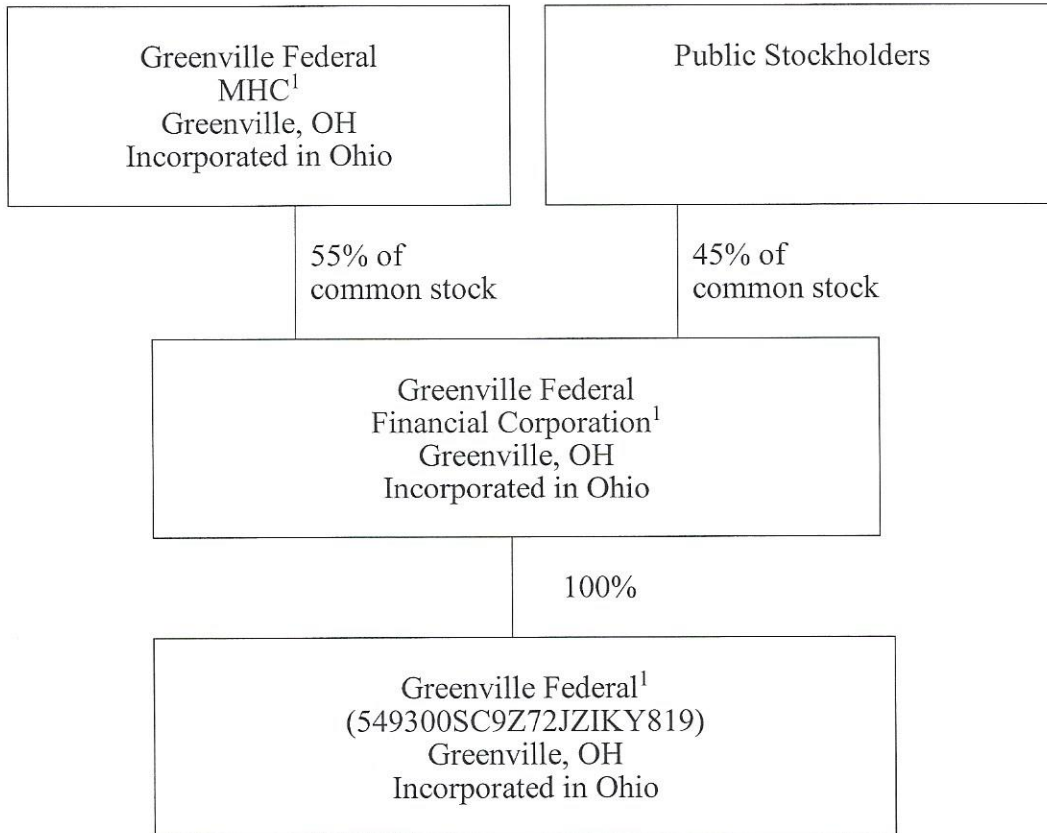 Greenville Federal
MHC¹
Greenville, OH
Incorporated in Ohio
Public Stockholders
55% of
common stock
45% of
common stock
Greenville Federal
Financial Corporation¹
Greenville, OH
Incorporated in Ohio
100%
Greenville Federal¹
(549300SC9Z72JZIKY819)
Greenville, OH
Incorporated in Ohio